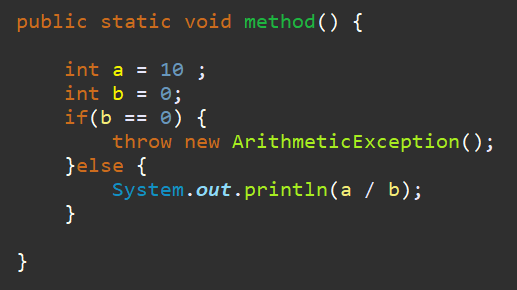 public static void method() {
int a = 10 ;
int b = 0;
if(b == 0) {
throw new ArithmeticException();
}else {
System.out.println(a / b);
}
}